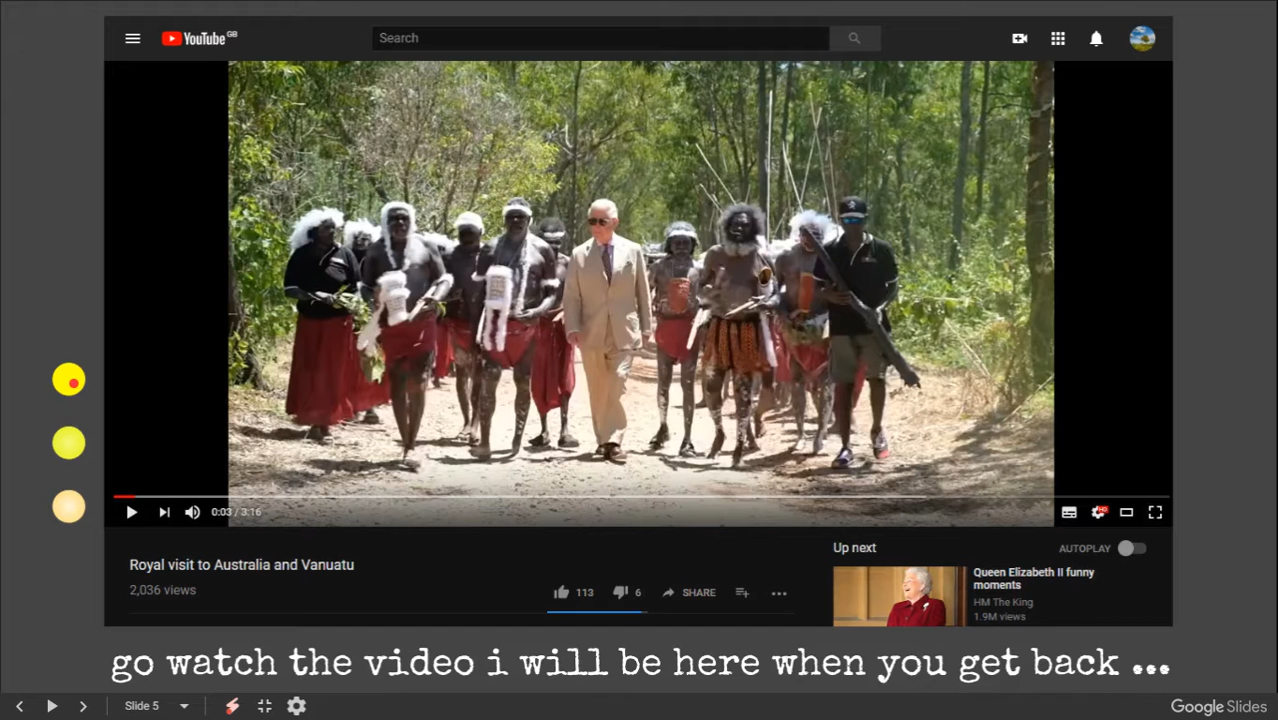 YouTube GB
Search
0:03 / 3:16
HD
Royal visit to Australia and Vanuatu
2,036 views
113
6
SHARE
Up next
AUTOPLAY
Queen Elizabeth II funny
moments
HM The King
1.9M views
go watch the video i will be here when you get back ...
Slide 5
Google Slides